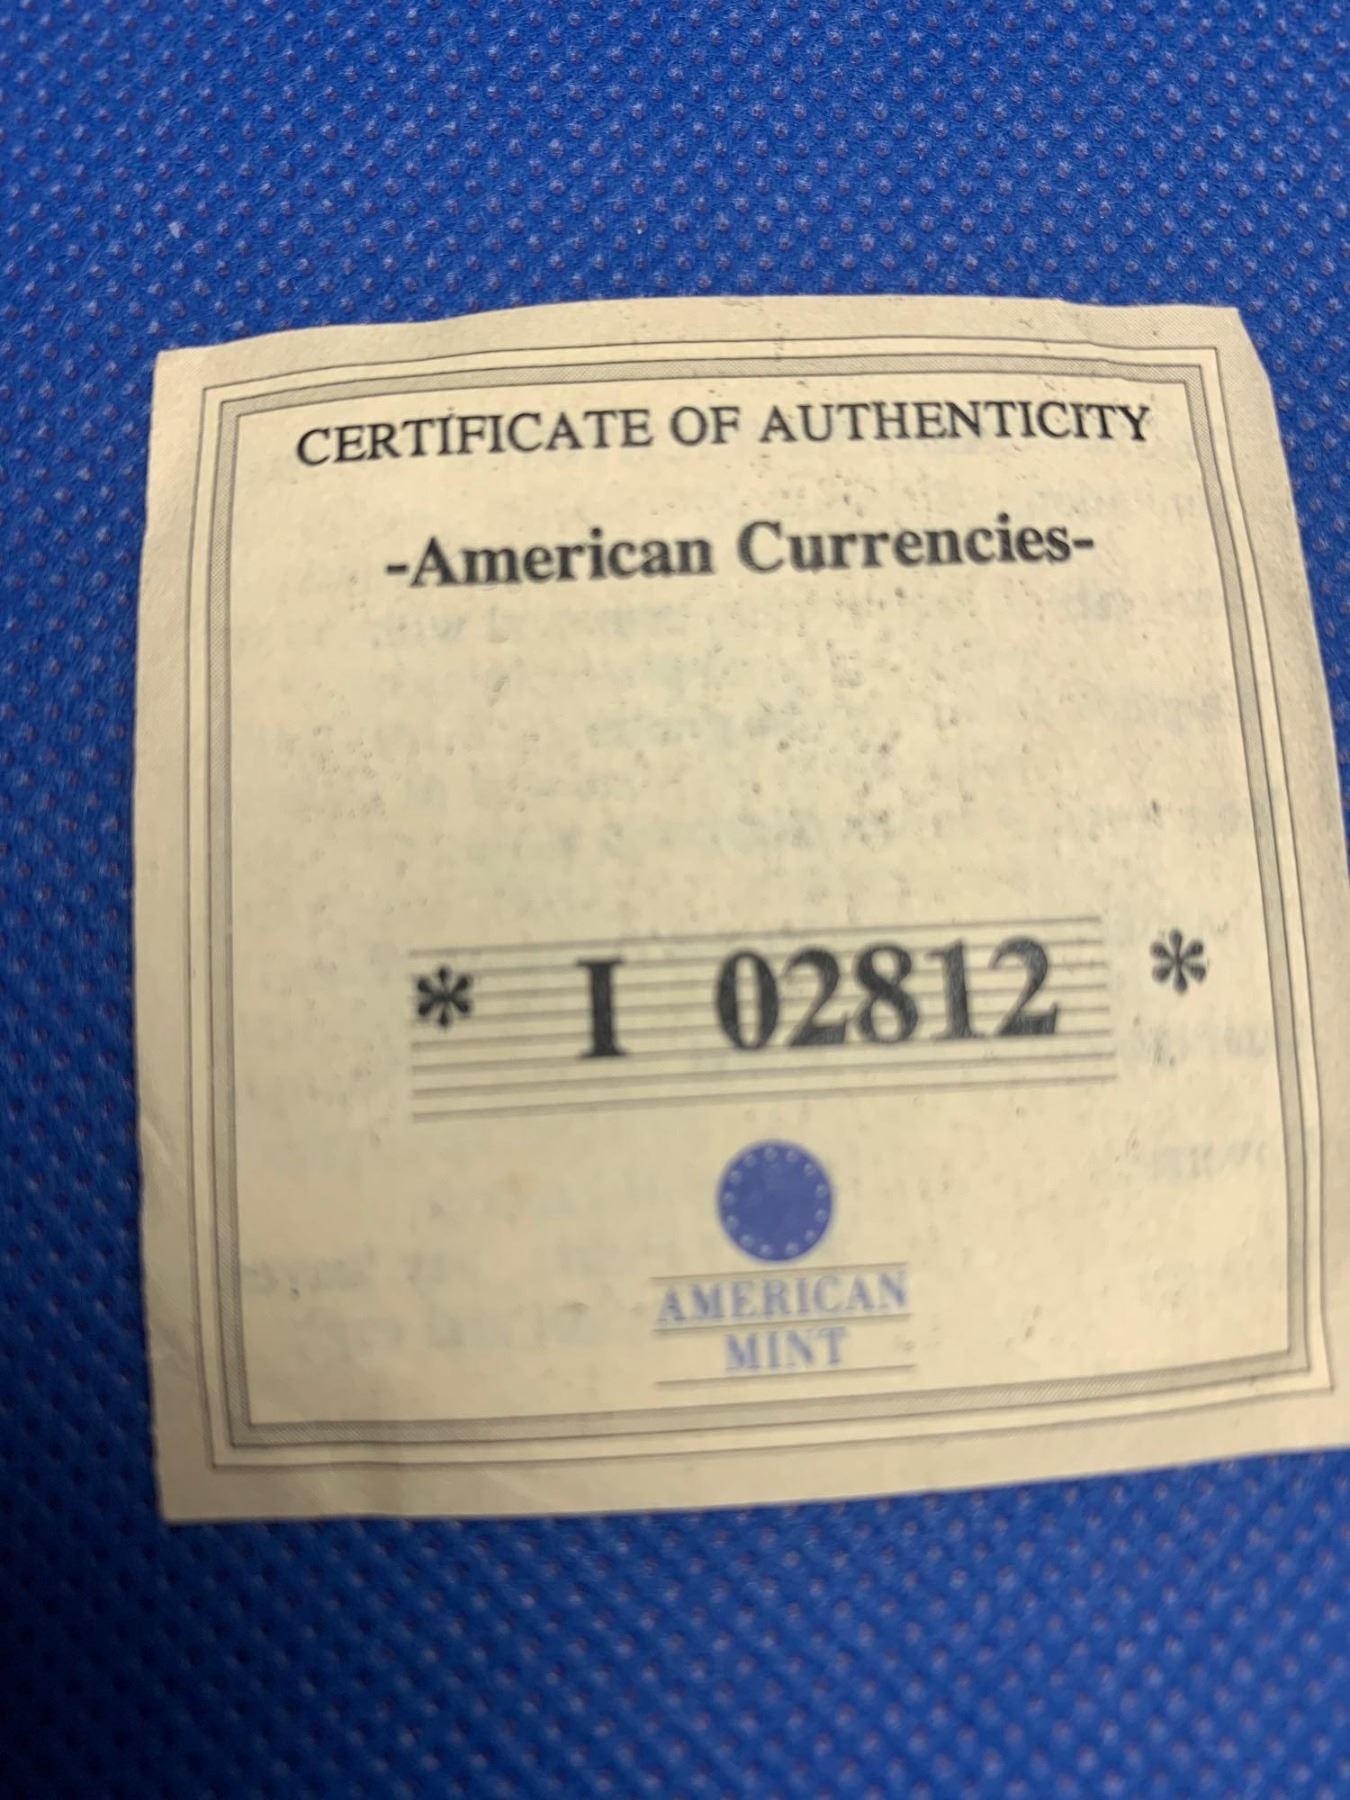 CERTIFICATE OF AUTHENTICITY
-American Currencies-
* I 02812 *
AMERICAN
MINT